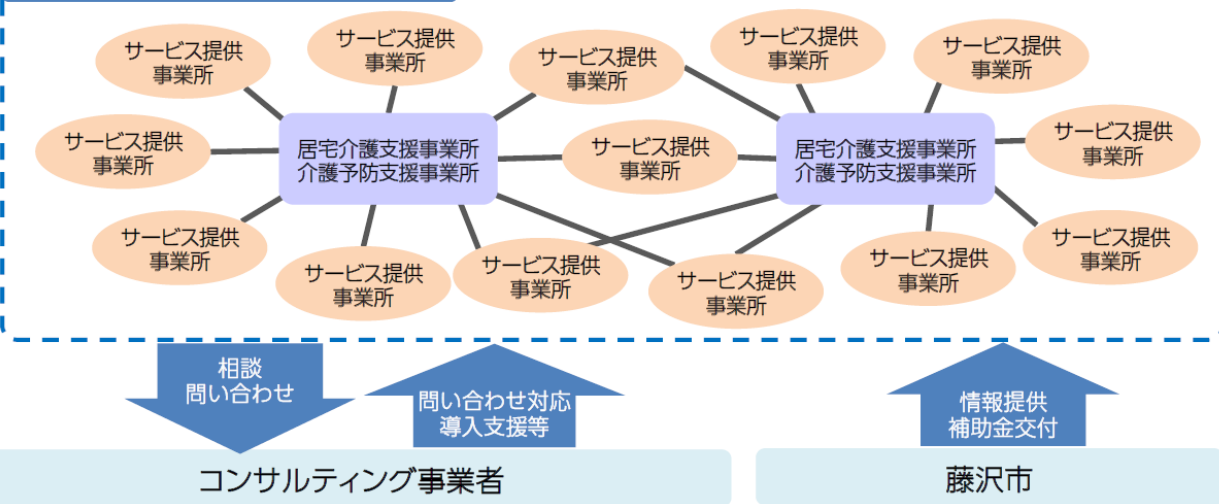 サービス提供
事業所
サービス提供
事業所
サービス提供
事業所
サービス提供
事業所
サービス提供
事業所
サービス提供
事業所
居宅介護支援事業所
介護予防支援事業所
サービス提供
事業所
居宅介護支援事業所
介護予防支援事業所
サービス提供
事業所
サービス提供
事業所
サービス提供
事業所
サービス提供
事業所
サービス提供
事業所
サービス提供
事業所
サービス提供
事業所
サービス提供
事業所
相談
問い合わせ
問い合わせ対応
導入支援等
情報提供
補助金交付
コンサルティング事業者
藤沢市